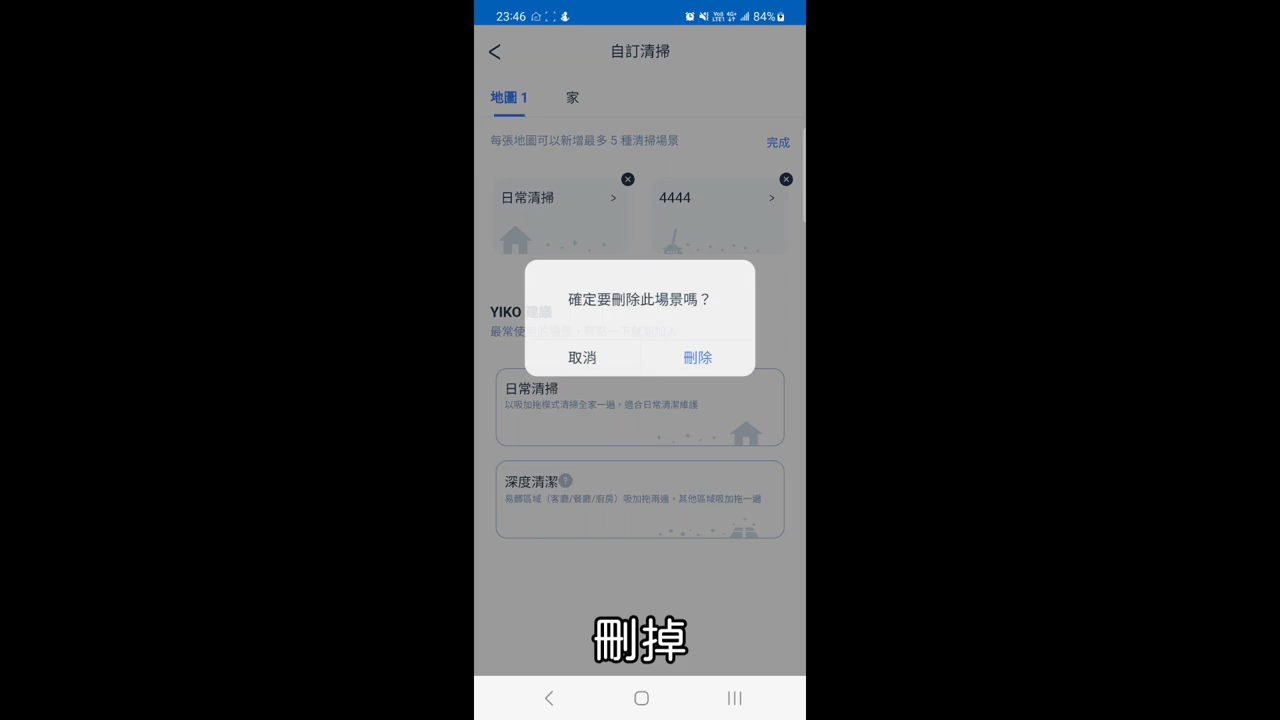 23:46
84%
自訂清掃
地圖 1 家
每張地圖可以新增最多 5 種清掃場景 完成
日常清掃 4444
確定要刪除此場景嗎？
YIKO 建議
最常使
取消 刪除
日常清掃
以吸加拖模式清掃全家一遍，適合日常清潔維護
深度清潔
易髒區域（客廳/餐廳/廚房）吸加拖兩遍，其他區域吸加拖一遍
刪掉